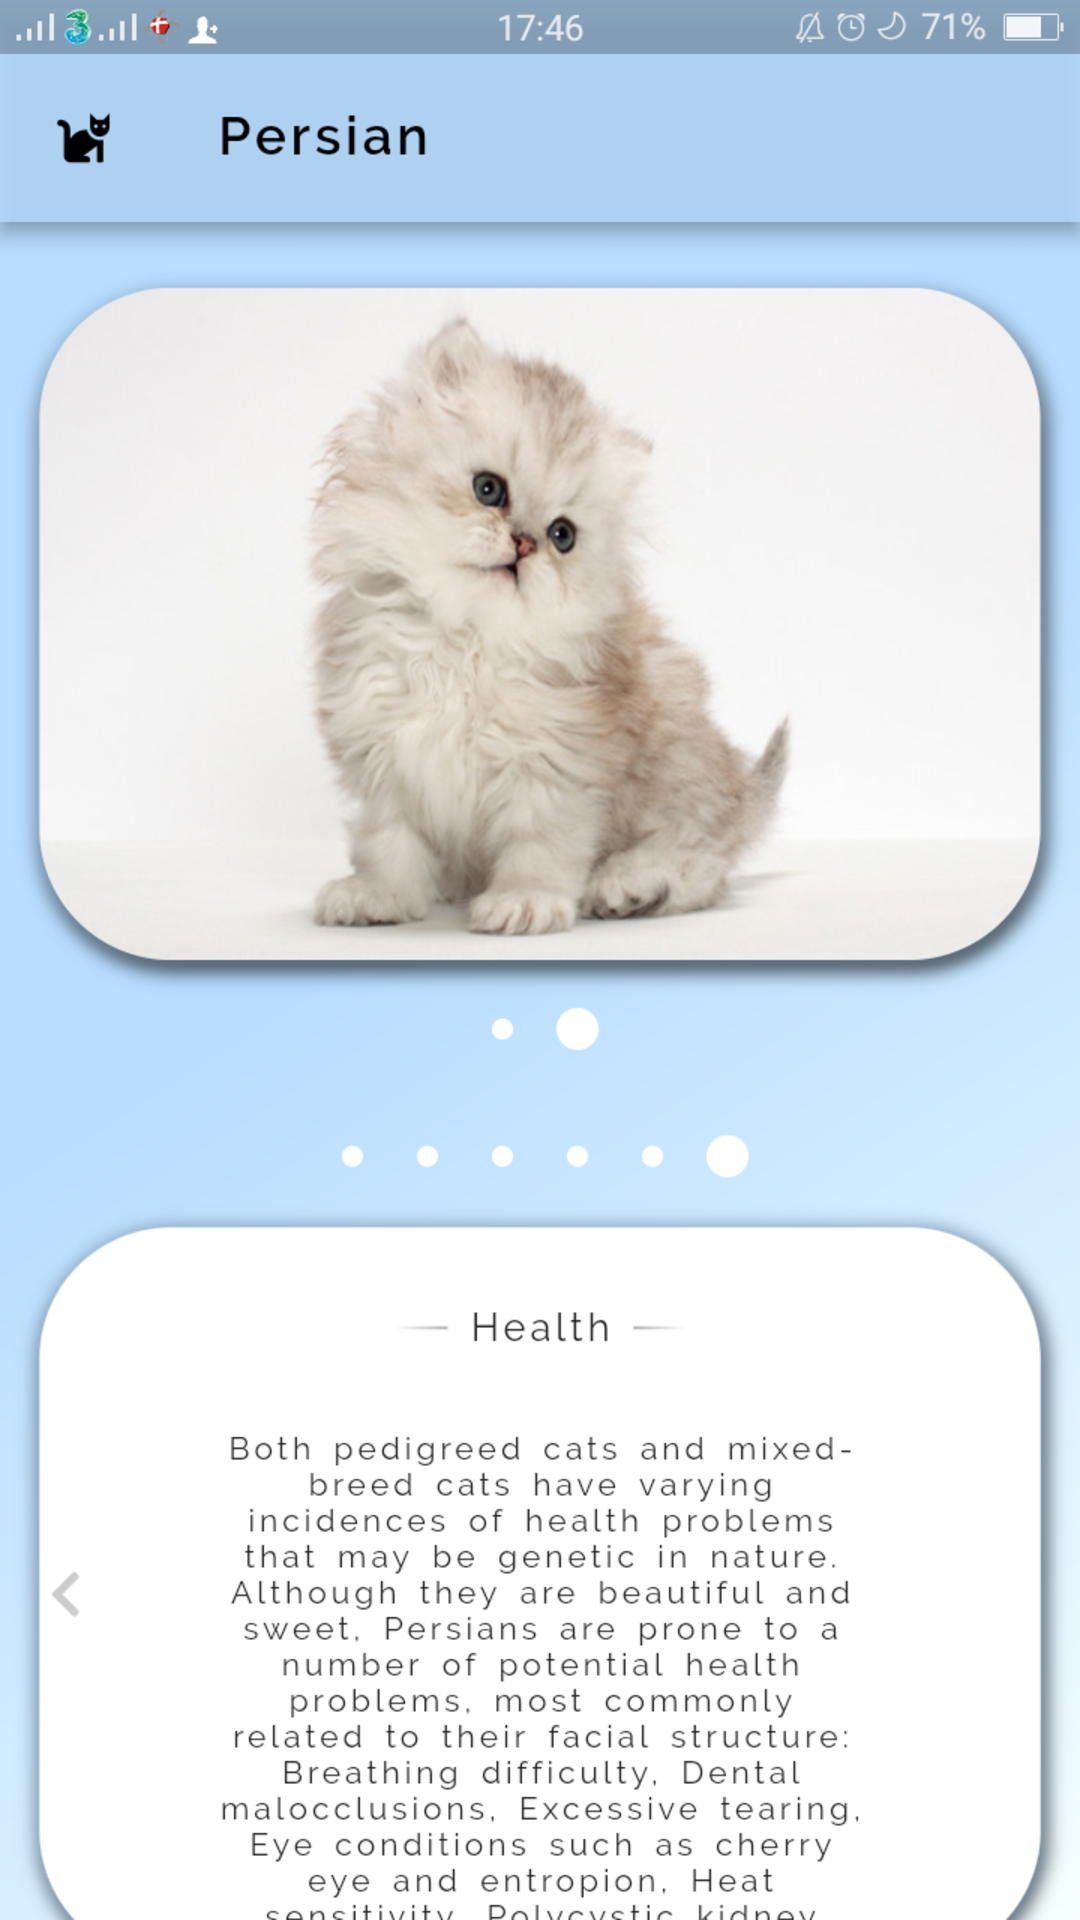 17:46
71%
Persian
Health
Both pedigreed cats and mixed-
breed cats have varying
incidences of health problems
that may be genetic in nature.
Although they are beautiful and
sweet, Persians are prone to a
number of potential health
problems, most commonly
related to their facial structure:
Breathing difficulty, Dental
malocclusions, Excessive tearing,
Eye conditions such as cherry
eye and entropion, Heat
sensitivity, Polycystic kidney